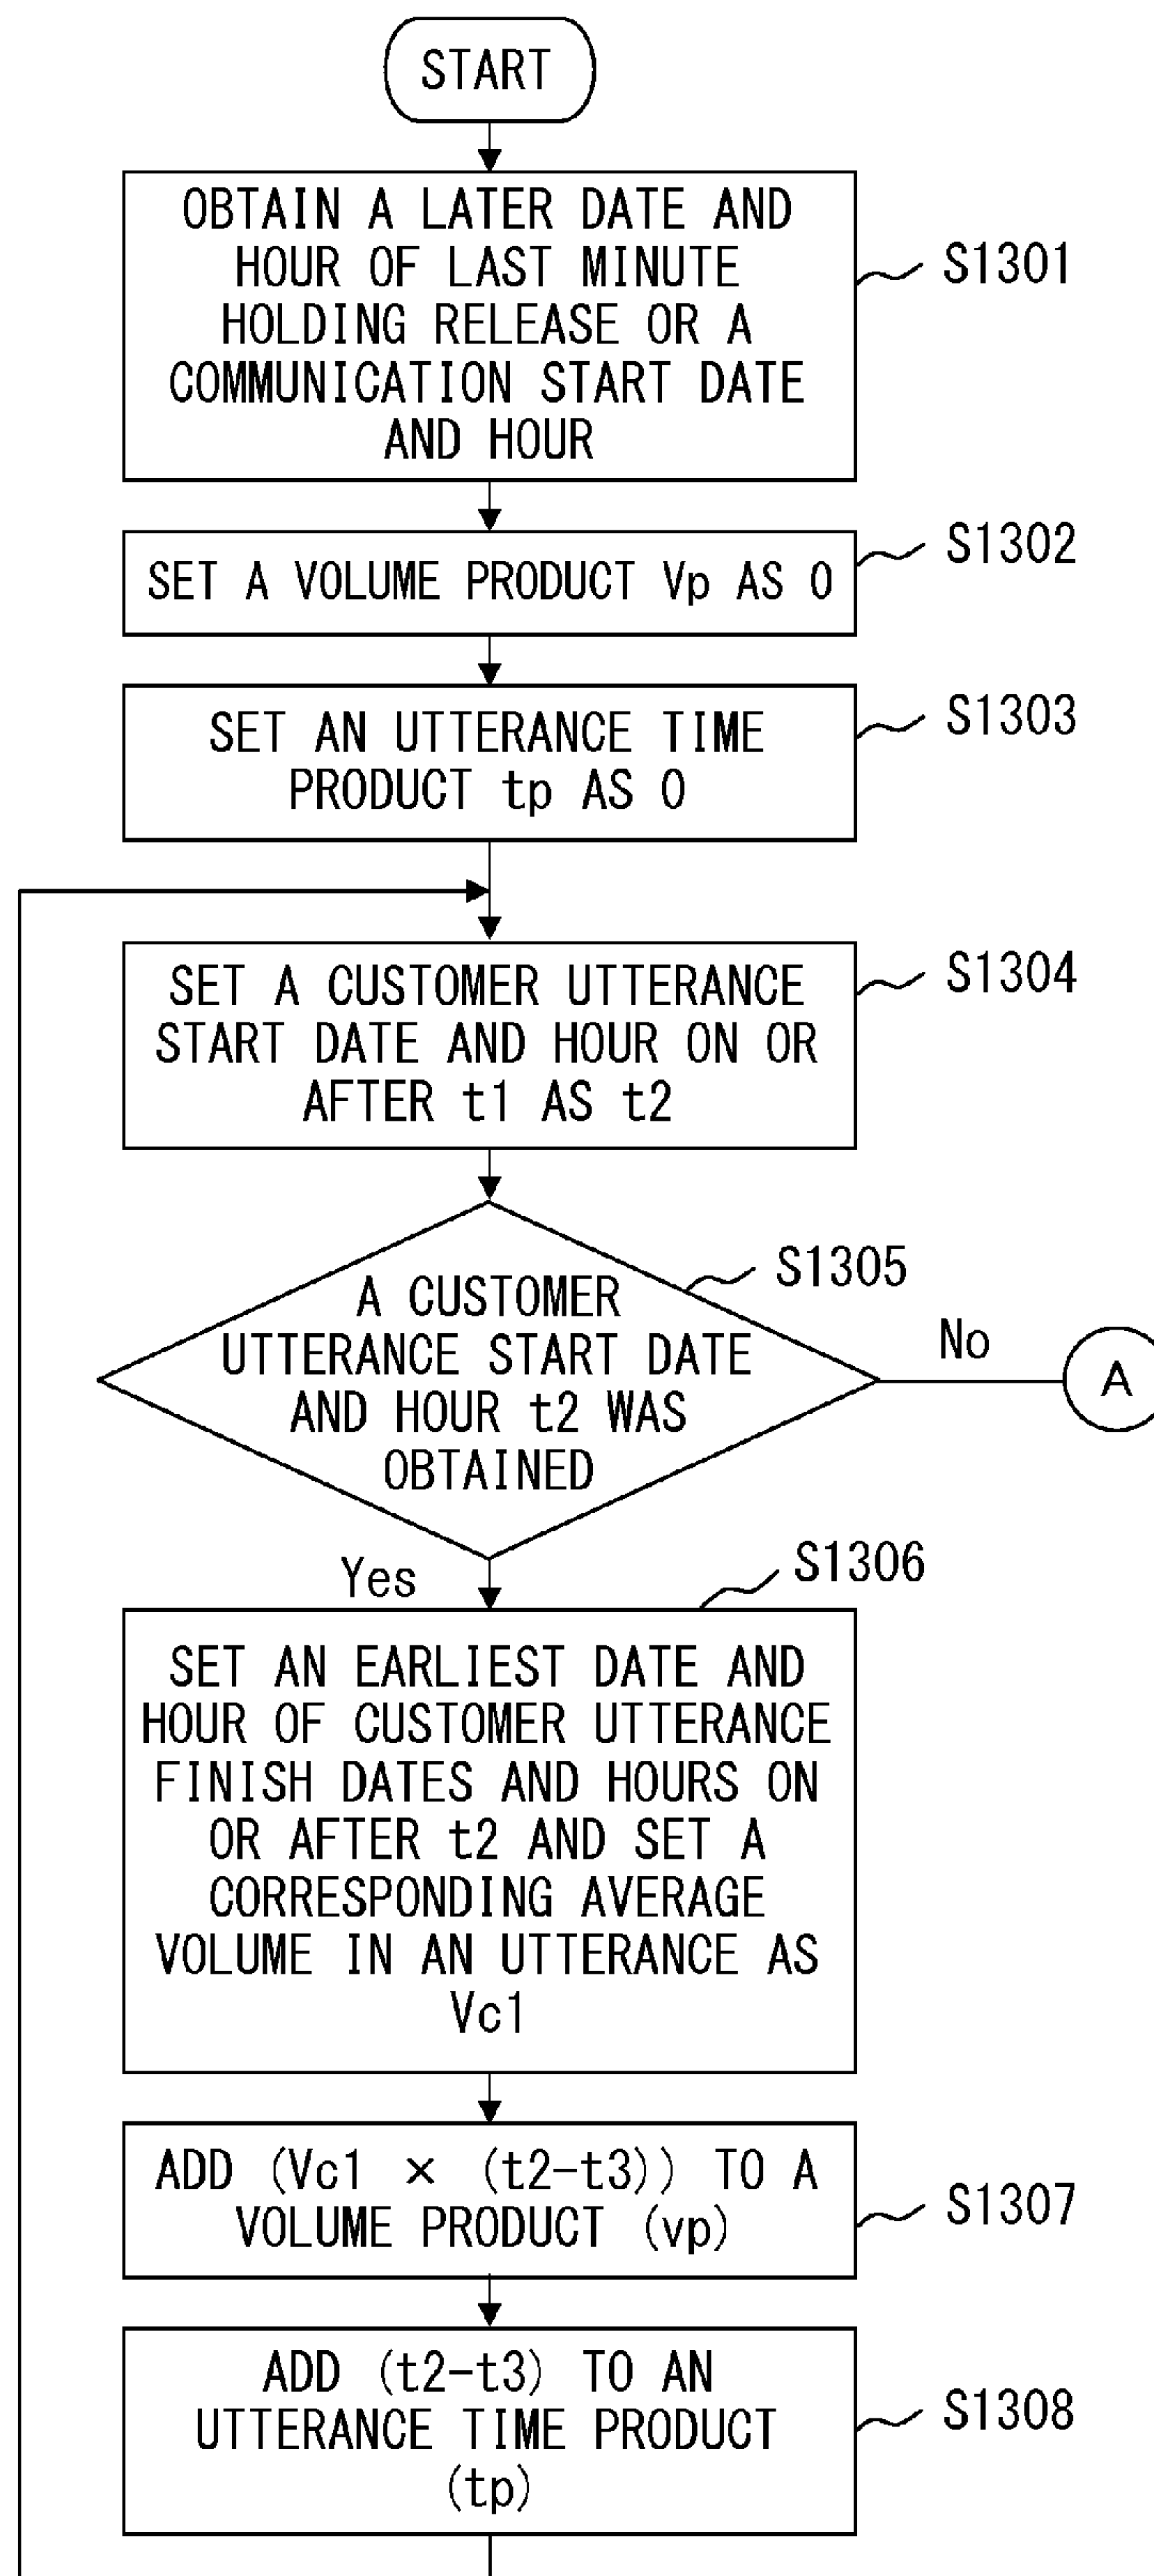 START
OBTAIN A LATER DATE AND
HOUR OF LAST MINUTE
HOLDING RELEASE OR A
COMMUNICATION START DATE
AND HOUR
S1301
SET A VOLUME PRODUCT Vp AS 0
S1302
SET AN UTTERANCE TIME
PRODUCT tp AS 0
S1303
SET A CUSTOMER UTTERANCE
START DATE AND HOUR ON OR
AFTER t1 AS t2
S1304
A CUSTOMER
UTTERANCE START DATE
AND HOUR t2 WAS
OBTAINED
S1305
No
A
Yes
S1306
SET AN EARLIEST DATE AND
HOUR OF CUSTOMER UTTERANCE
FINISH DATES AND HOURS ON
OR AFTER t2 AND SET A
CORRESPONDING AVERAGE
VOLUME IN AN UTTERANCE AS
Vc1
ADD (Vc1 × (t2-t3)) TO A
VOLUME PRODUCT (vp)
S1307
ADD (t2-t3) TO AN
UTTERANCE TIME PRODUCT
(tp)
S1308